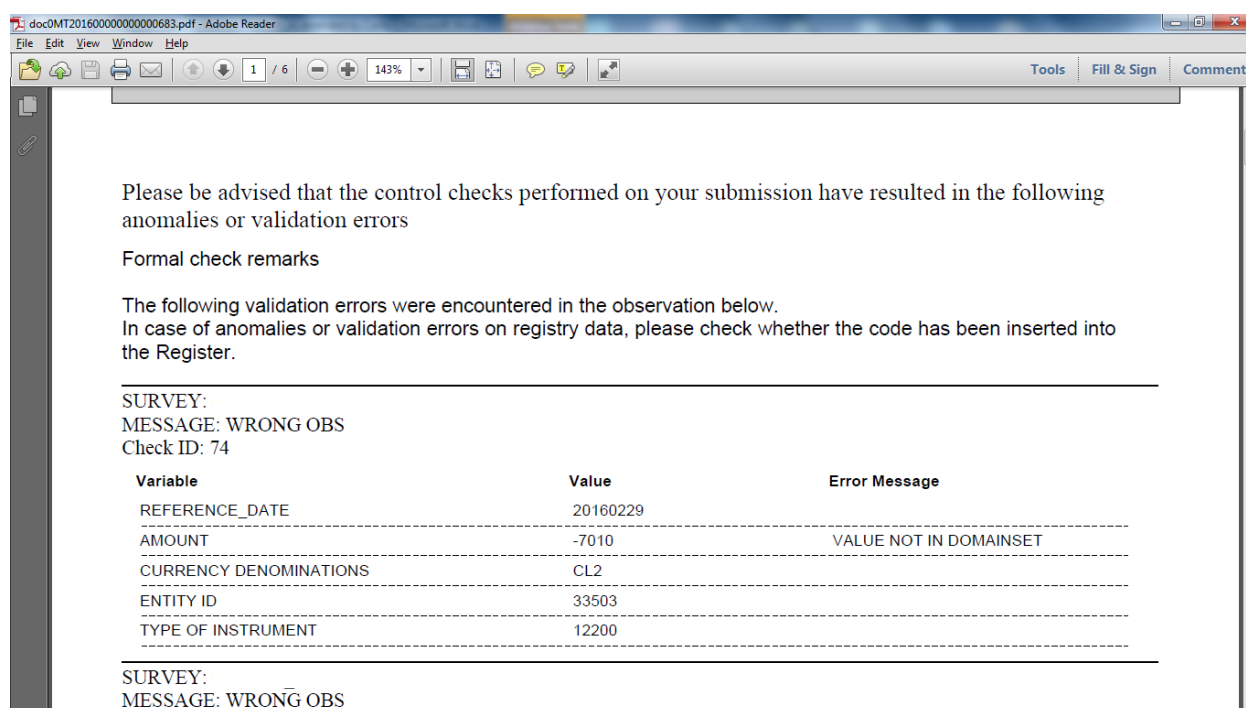 doc0MT201600000000000683.pdf - Adobe Reader
File Edit View Window Help
1 / 6 143% Tools Fill & Sign Comment
Please be advised that the control checks performed on your submission have resulted in the following
anomalies or validation errors
Formal check remarks
The following validation errors were encountered in the observation below.
In case of anomalies or validation errors on registry data, please check whether the code has been inserted into
the Register.
SURVEY:
MESSAGE: WRONG OBS
Check ID: 74
Variable Value Error Message
REFERENCE_DATE 20160229
AMOUNT -7010 VALUE NOT IN DOMAINSET
CURRENCY DENOMINATIONS CL2
ENTITY ID 33503
TYPE OF INSTRUMENT 12200
SURVEY:
MESSAGE: WRONG OBS